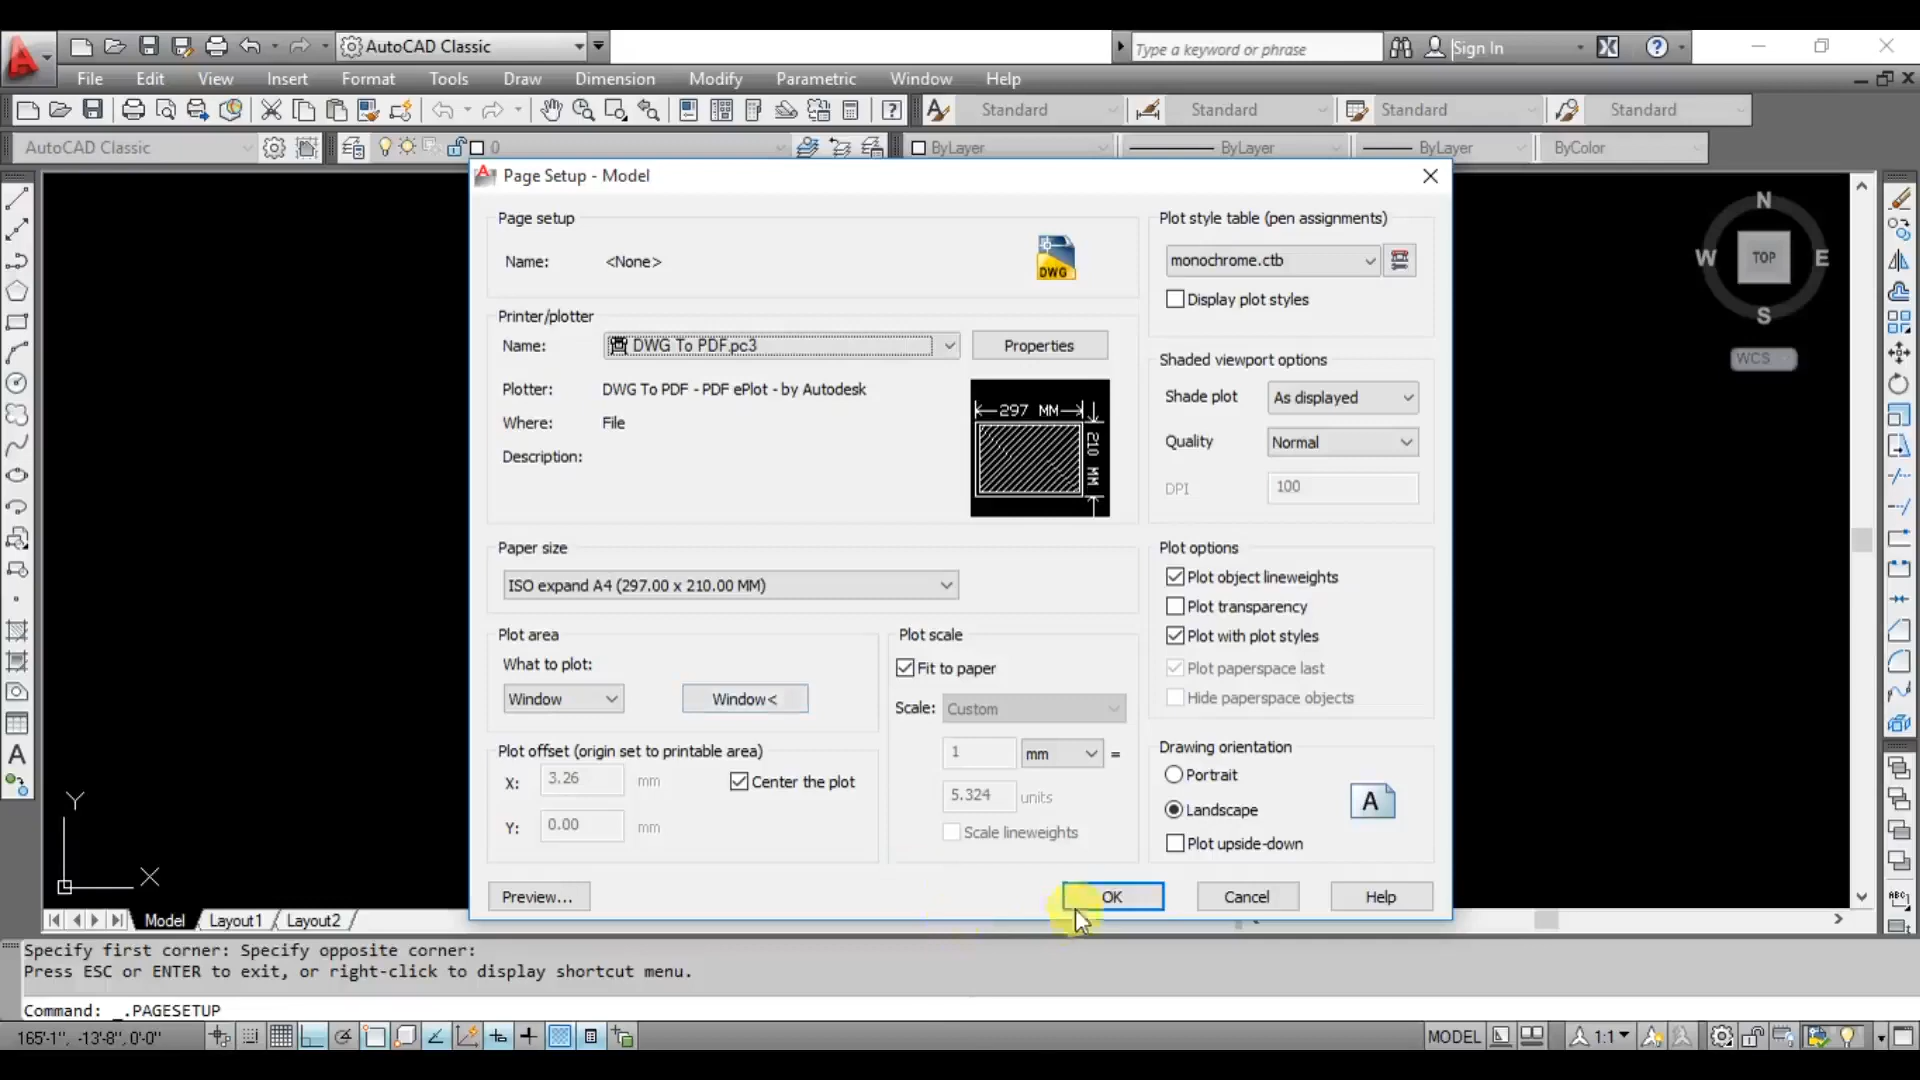 AutoCAD Classic
Type a keyword or phrase
Sign In
File Edit View Insert Format Tools Draw Dimension Modify Parametric Window Help
Standard Standard Standard Standard
AutoCAD Classic
0
ByLayer ByLayer ByLayer ByColor
Page Setup - Model
Page setup
Name: <None>
DWG
Printer/plotter
Name: DWG To PDF.pc3
Properties
Plotter: DWG To PDF - PDF ePlot - by Autodesk
Where: File
Description:
297 MM
210 MM
Paper size
ISO expand A4 (297.00 x 210.00 MM)
Plot area
What to plot:
Window
Window<
Plot offset (origin set to printable area)
X: 3.26 mm
Center the plot
Y: 0.00 mm
Plot scale
Fit to paper
Scale: Custom
1 mm =
5.324 units
Scale lineweights
Plot style table (pen assignments)
monochrome.ctb
Display plot styles
Shaded viewport options
Shade plot As displayed
Quality Normal
DPI 100
Plot options
Plot object lineweights
Plot transparency
Plot with plot styles
Plot paperspace last
Hide paperspace objects
Drawing orientation
Portrait
Landscape
A
Plot upside-down
Preview...
OK
Cancel
Help
N
W TOP E
S
WCS
A
Y
X
ABC
Model Layout1 Layout2
Specify first corner: Specify opposite corner:
Press ESC or ENTER to exit, or right-click to display shortcut menu.
Command: _.PAGESETUP
165'-1", -13'-8", 0'-0"
MODEL
1:1